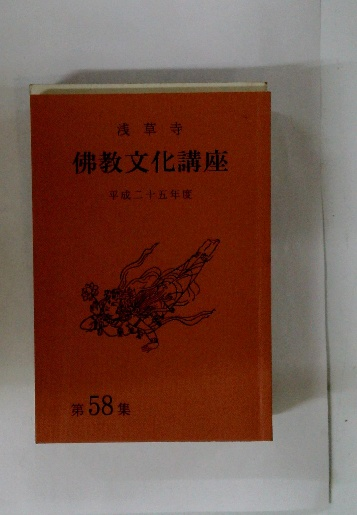 浅草寺
佛教文化講座
平成二十五年度
第58集